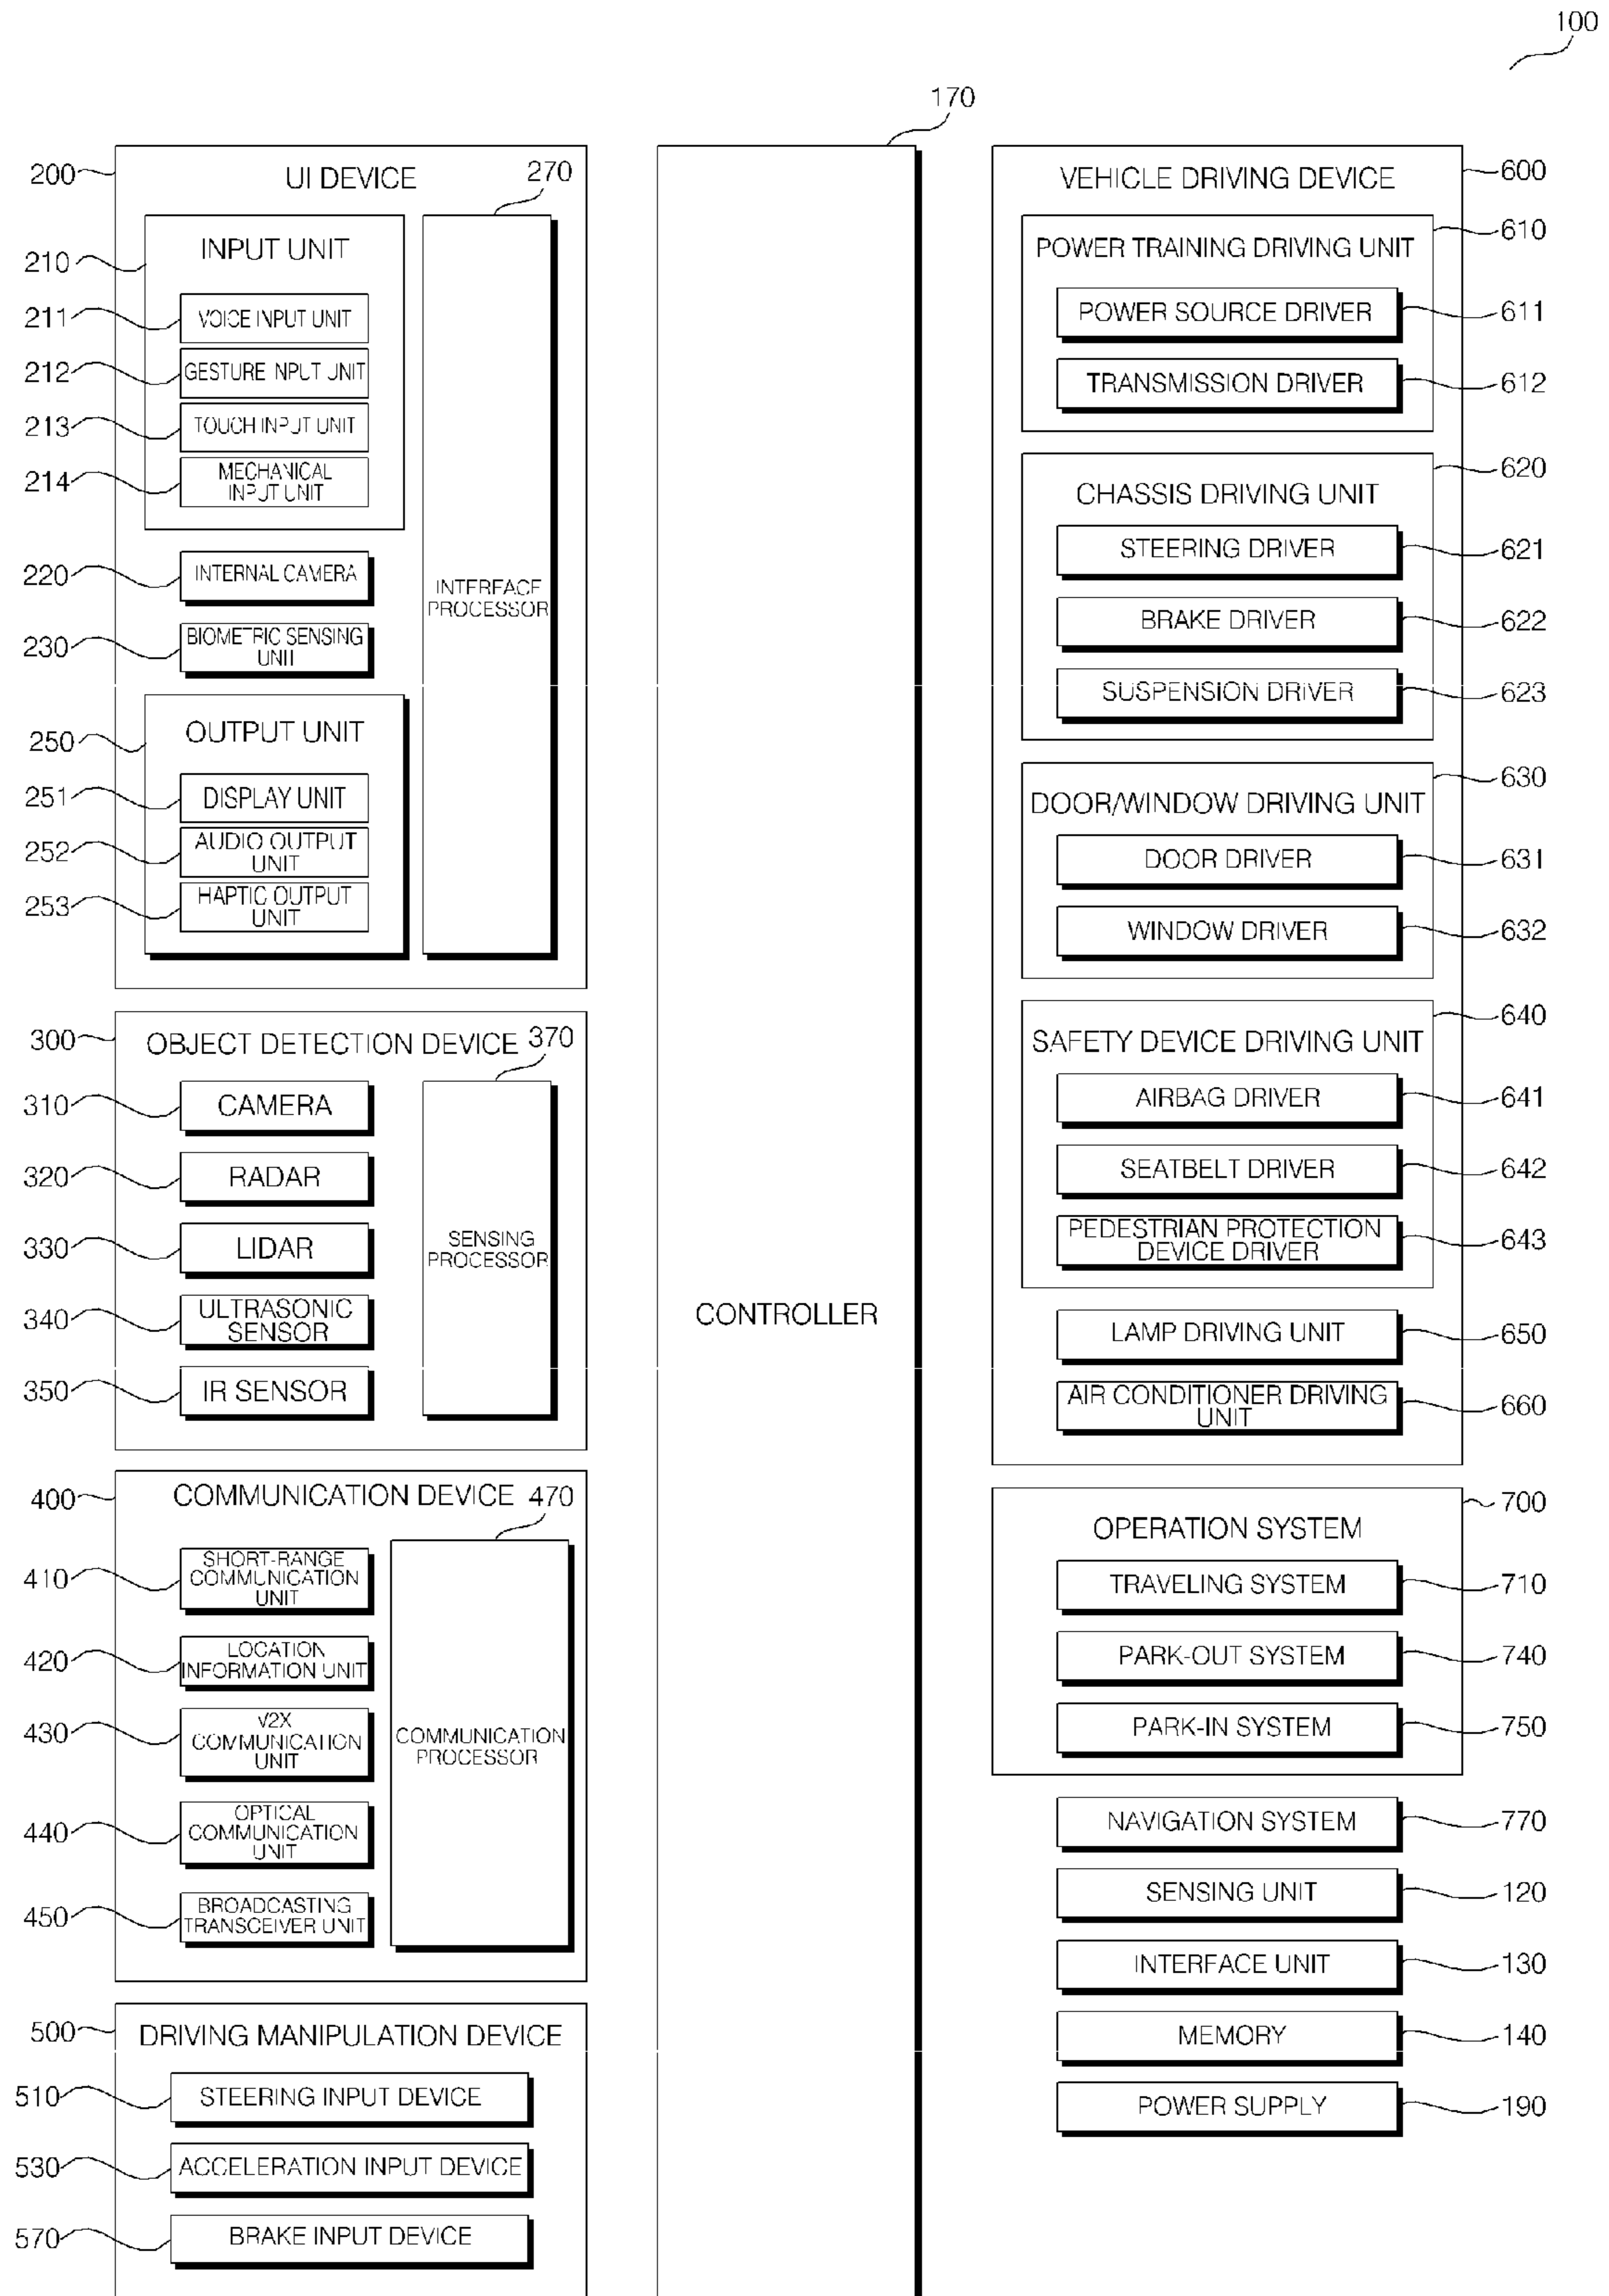 100
170
200
UI DEVICE
270
210
INPUT UNIT
211
VOICE INPUT UNIT
212
GESTURE INPUT UNIT
213
TOUCH INPUT UNIT
214
MECHANICAL
INPUT UNIT
220
INTERNAL CAMERA
230
BIOMETRIC SENSING
UNIT
INTERFACE
PROCESSOR
250
OUTPUT UNIT
251
DISPLAY UNIT
252
AUDIO OUTPUT
UNIT
253
HAPTIC OUTPUT
UNIT
300
OBJECT DETECTION DEVICE
370
310
CAMERA
320
RADAR
330
LIDAR
340
ULTRASONIC
SENSOR
350
IR SENSOR
SENSING
PROCESSOR
400
COMMUNICATION DEVICE
470
410
SHORT-RANGE
COMMUNICATION
UNIT
420
LOCATION
INFORMATION UNIT
430
V2X
COMMUNICATION
UNIT
440
OPTICAL
COMMUNICATION
UNIT
450
BROADCASTING
TRANSCEIVER UNIT
COMMUNICATION
PROCESSOR
500
DRIVING MANIPULATION DEVICE
510
STEERING INPUT DEVICE
530
ACCELERATION INPUT DEVICE
570
BRAKE INPUT DEVICE
CONTROLLER
VEHICLE DRIVING DEVICE
600
POWER TRAINING DRIVING UNIT
610
POWER SOURCE DRIVER
611
TRANSMISSION DRIVER
612
CHASSIS DRIVING UNIT
620
STEERING DRIVER
621
BRAKE DRIVER
622
SUSPENSION DRIVER
623
DOOR/WINDOW DRIVING UNIT
630
DOOR DRIVER
631
WINDOW DRIVER
632
SAFETY DEVICE DRIVING UNIT
640
AIRBAG DRIVER
641
SEATBELT DRIVER
642
PEDESTRIAN PROTECTION
DEVICE DRIVER
643
LAMP DRIVING UNIT
650
AIR CONDITIONER DRIVING
UNIT
660
OPERATION SYSTEM
700
TRAVELING SYSTEM
710
PARK-OUT SYSTEM
740
PARK-IN SYSTEM
750
NAVIGATION SYSTEM
770
SENSING UNIT
120
INTERFACE UNIT
130
MEMORY
140
POWER SUPPLY
190